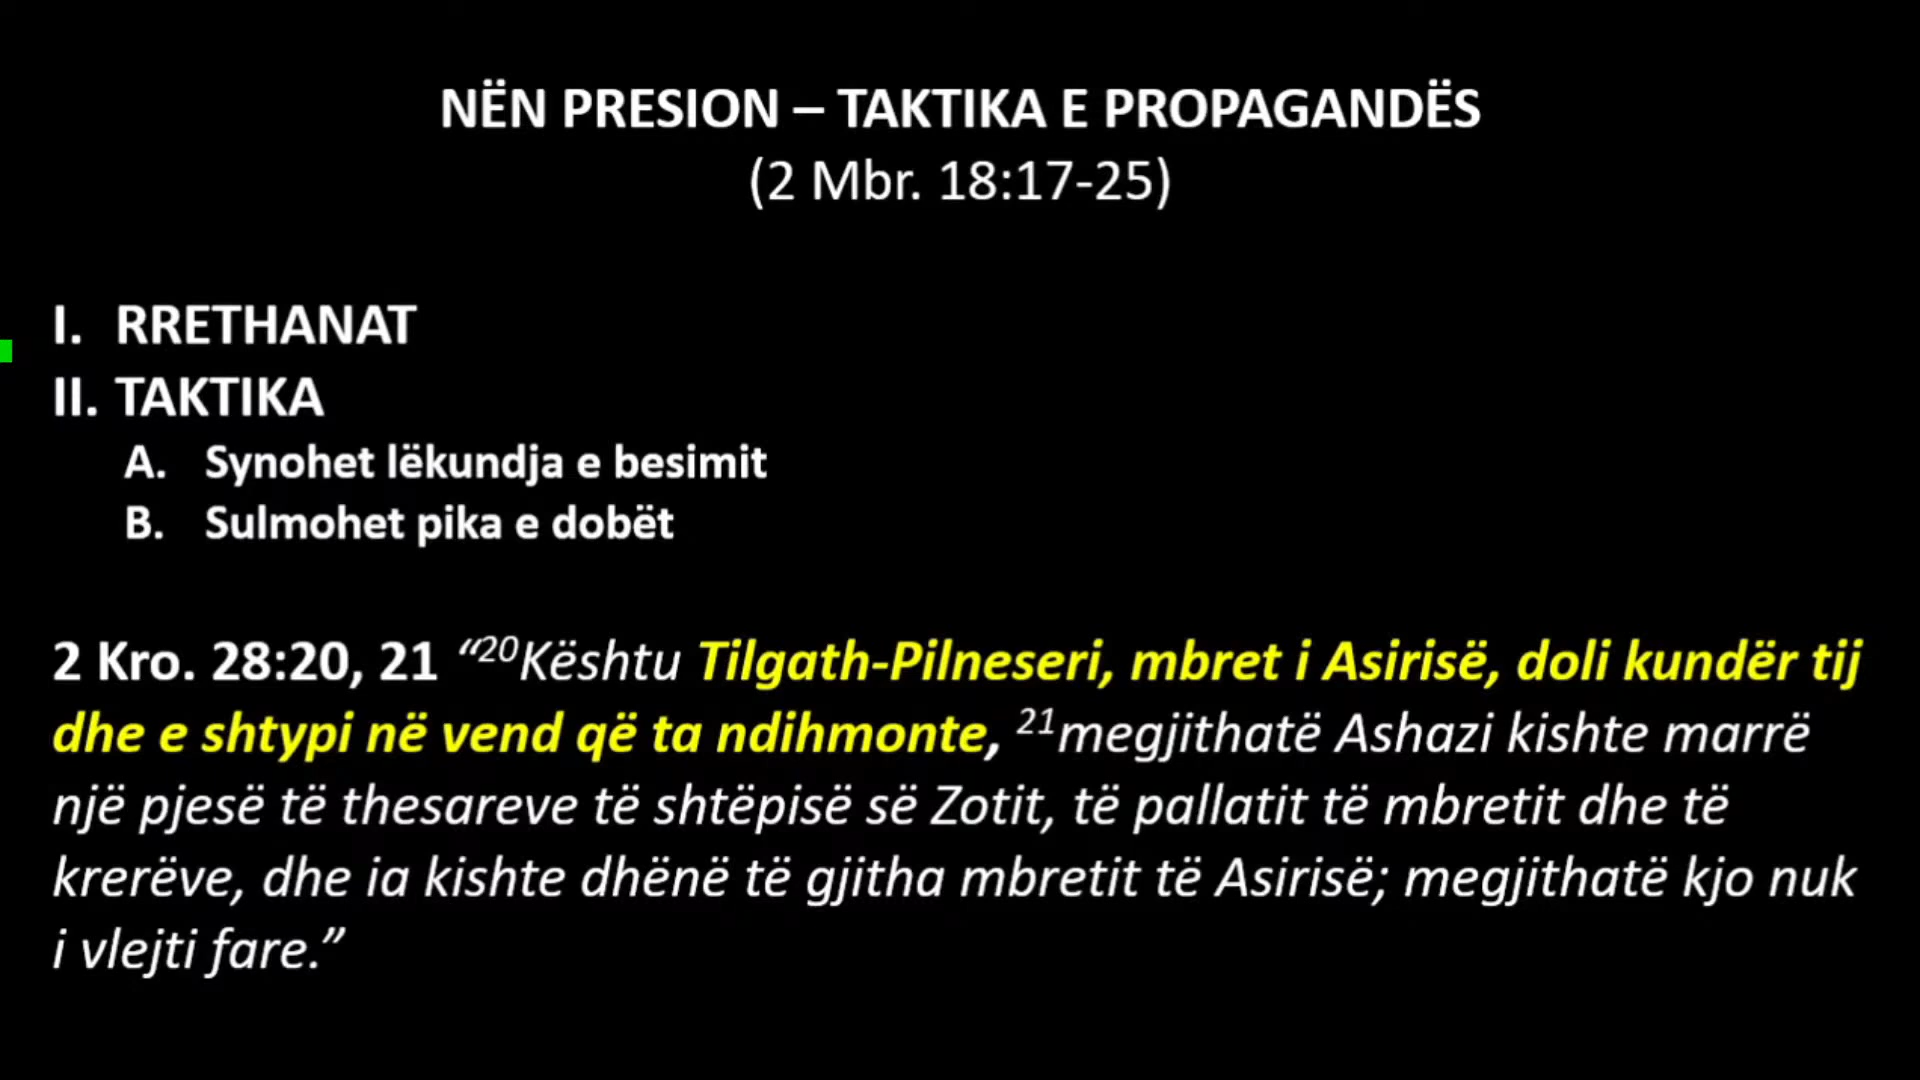 NËN PRESION – TAKTIKA E PROPAGANDËS
(2 Mbr. 18:17-25)
I. RRETHANAT
II. TAKTIKA
A. Synohet lëkundja e besimit
B. Sulmohet pika e dobët
2 Kro. 28:20, 21 “20Kështu Tilgath-Pilneseri, mbret i Asirisë, doli kundër tij
dhe e shtypi në vend që ta ndihmonte, 21megjithatë Ashazi kishte marrë
një pjesë të thesareve të shtëpisë së Zotit, të pallatit të mbretit dhe të
krerëve, dhe ia kishte dhënë të gjitha mbretit të Asirisë; megjithatë kjo nuk
i vlejti fare.”